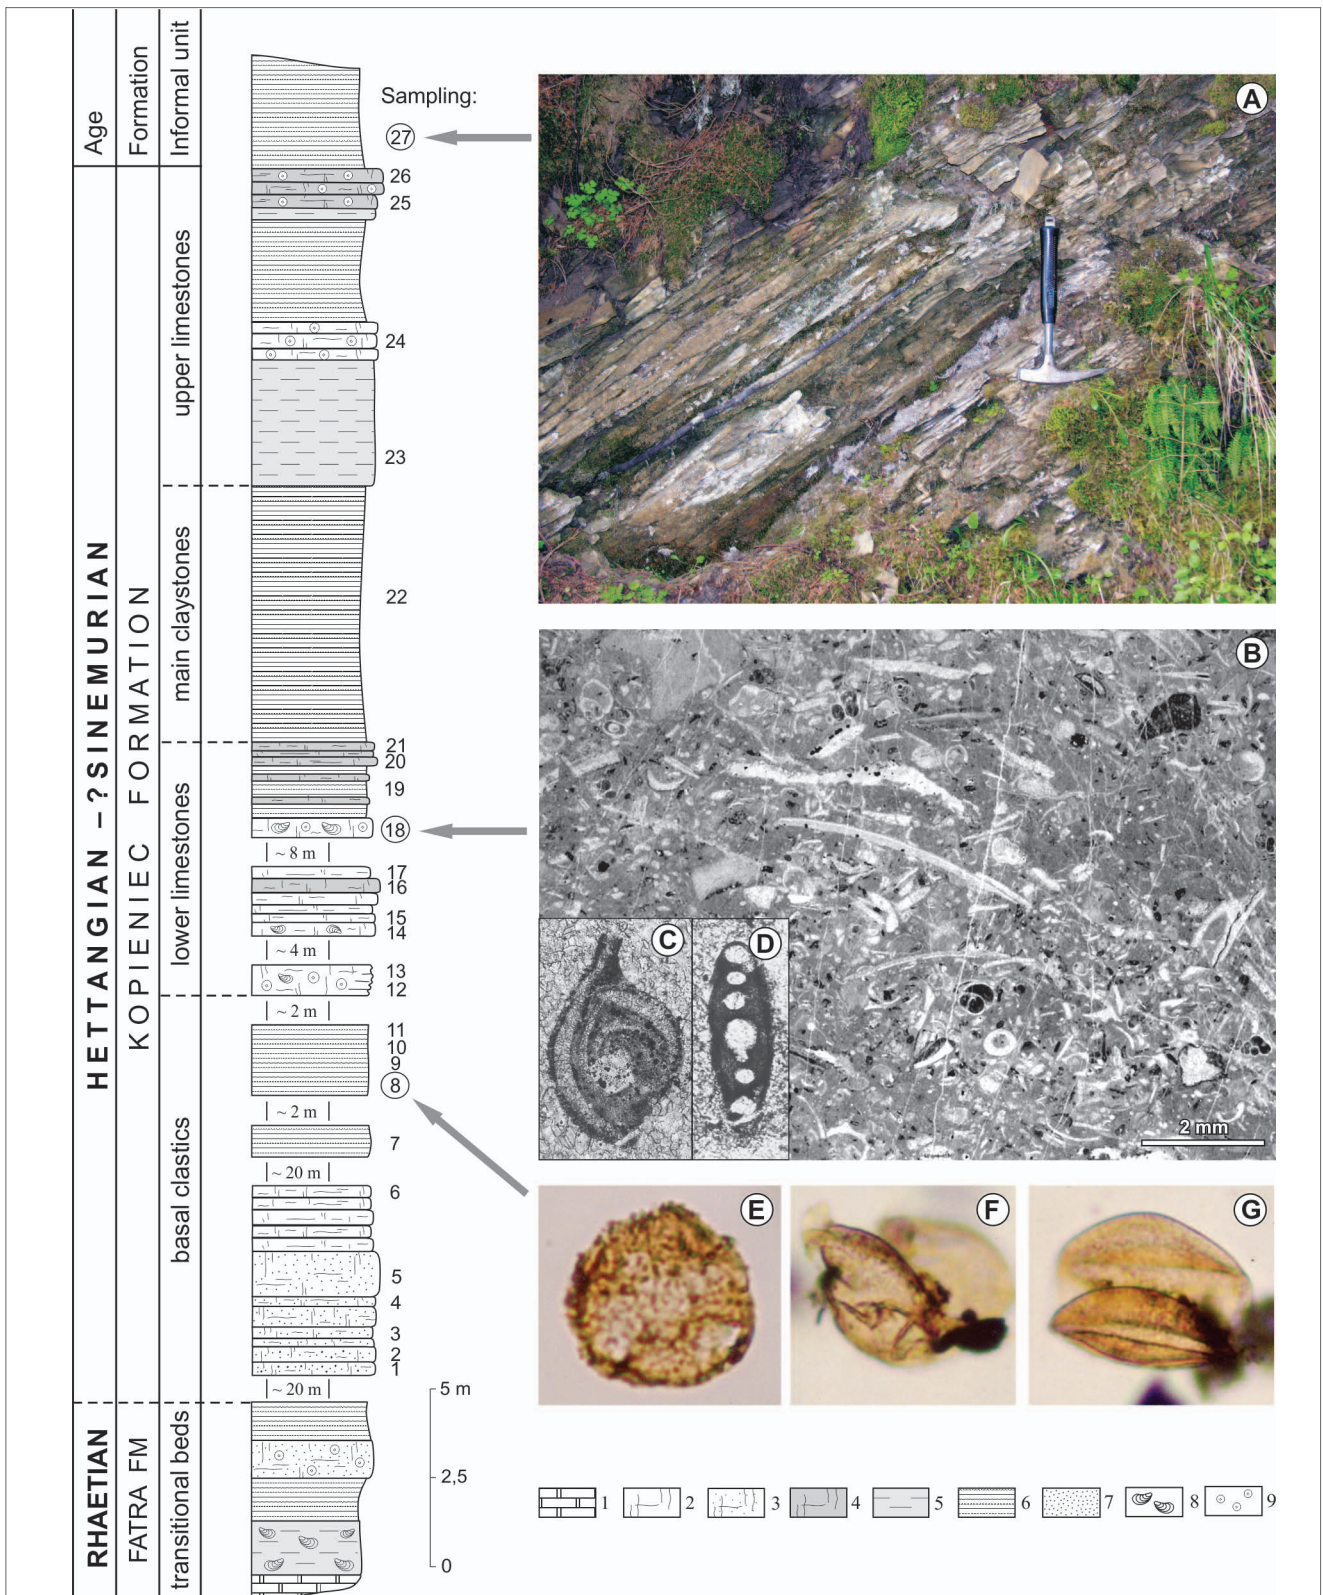 Age
Formation
Informal unit
Sampling:
HETTANGIAN – ?SINEMURIAN
KOPIENIEC FORMATION
upper limestones
main claystones
lower limestones
basal clastics
RHAETIAN
FATRA FM
transitional beds
27
26
25
24
23
22
21
20
19
18
~ 8 m
17
16
15
14
~ 4 m
13
12
~ 2 m
11
10
9
8
~ 2 m
7
~ 20 m
6
5
4
3
2
1
~ 20 m
5 m
2,5
0
A
B
C
D
2 mm
E
F
G
1 2 3 4 5 6 7 8 9